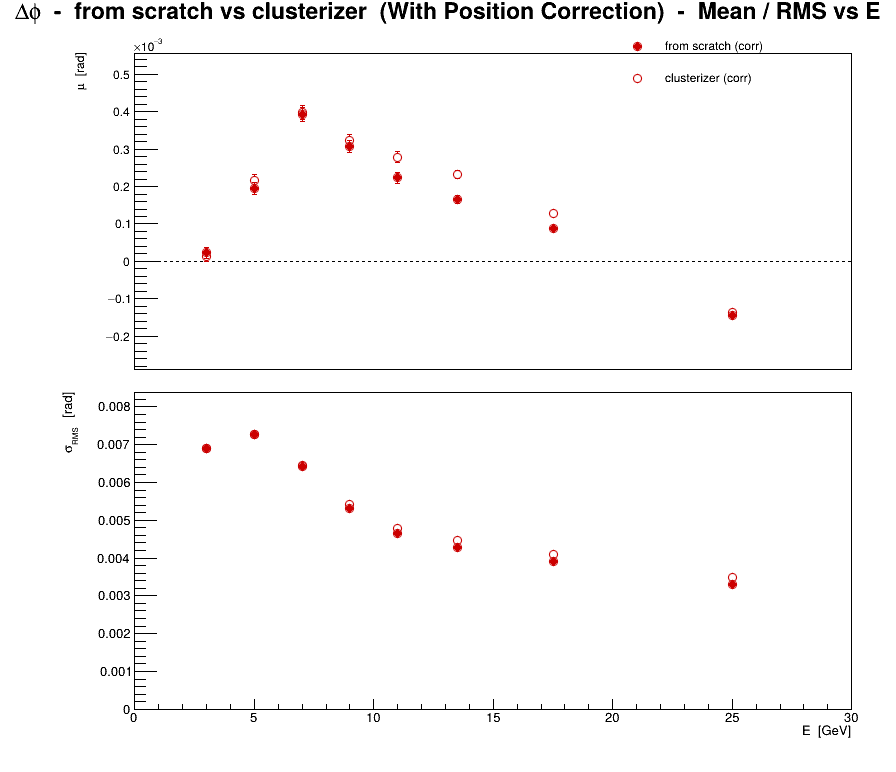 Δϕ - from scratch vs clusterizer (With Position Correction) - Mean / RMS vs E
×10⁻³
μ [rad]
from scratch (corr)
clusterizer (corr)
0.5
0.4
0.3
0.2
0.1
0
−0.1
−0.2
σRMS [rad]
0.008
0.007
0.006
0.005
0.004
0.003
0.002
0.001
0
0 5 10 15 20 25 30
E [GeV]